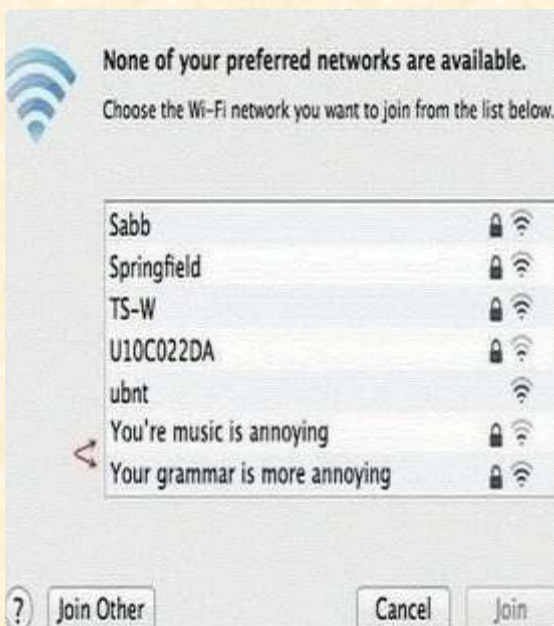 None of your preferred networks are available.
Choose the Wi-Fi network you want to join from the list below.
Sabb
Springfield
TS-W
U10C022DA
ubnt
You're music is annoying
Your grammar is more annoying
? Join Other Cancel Join